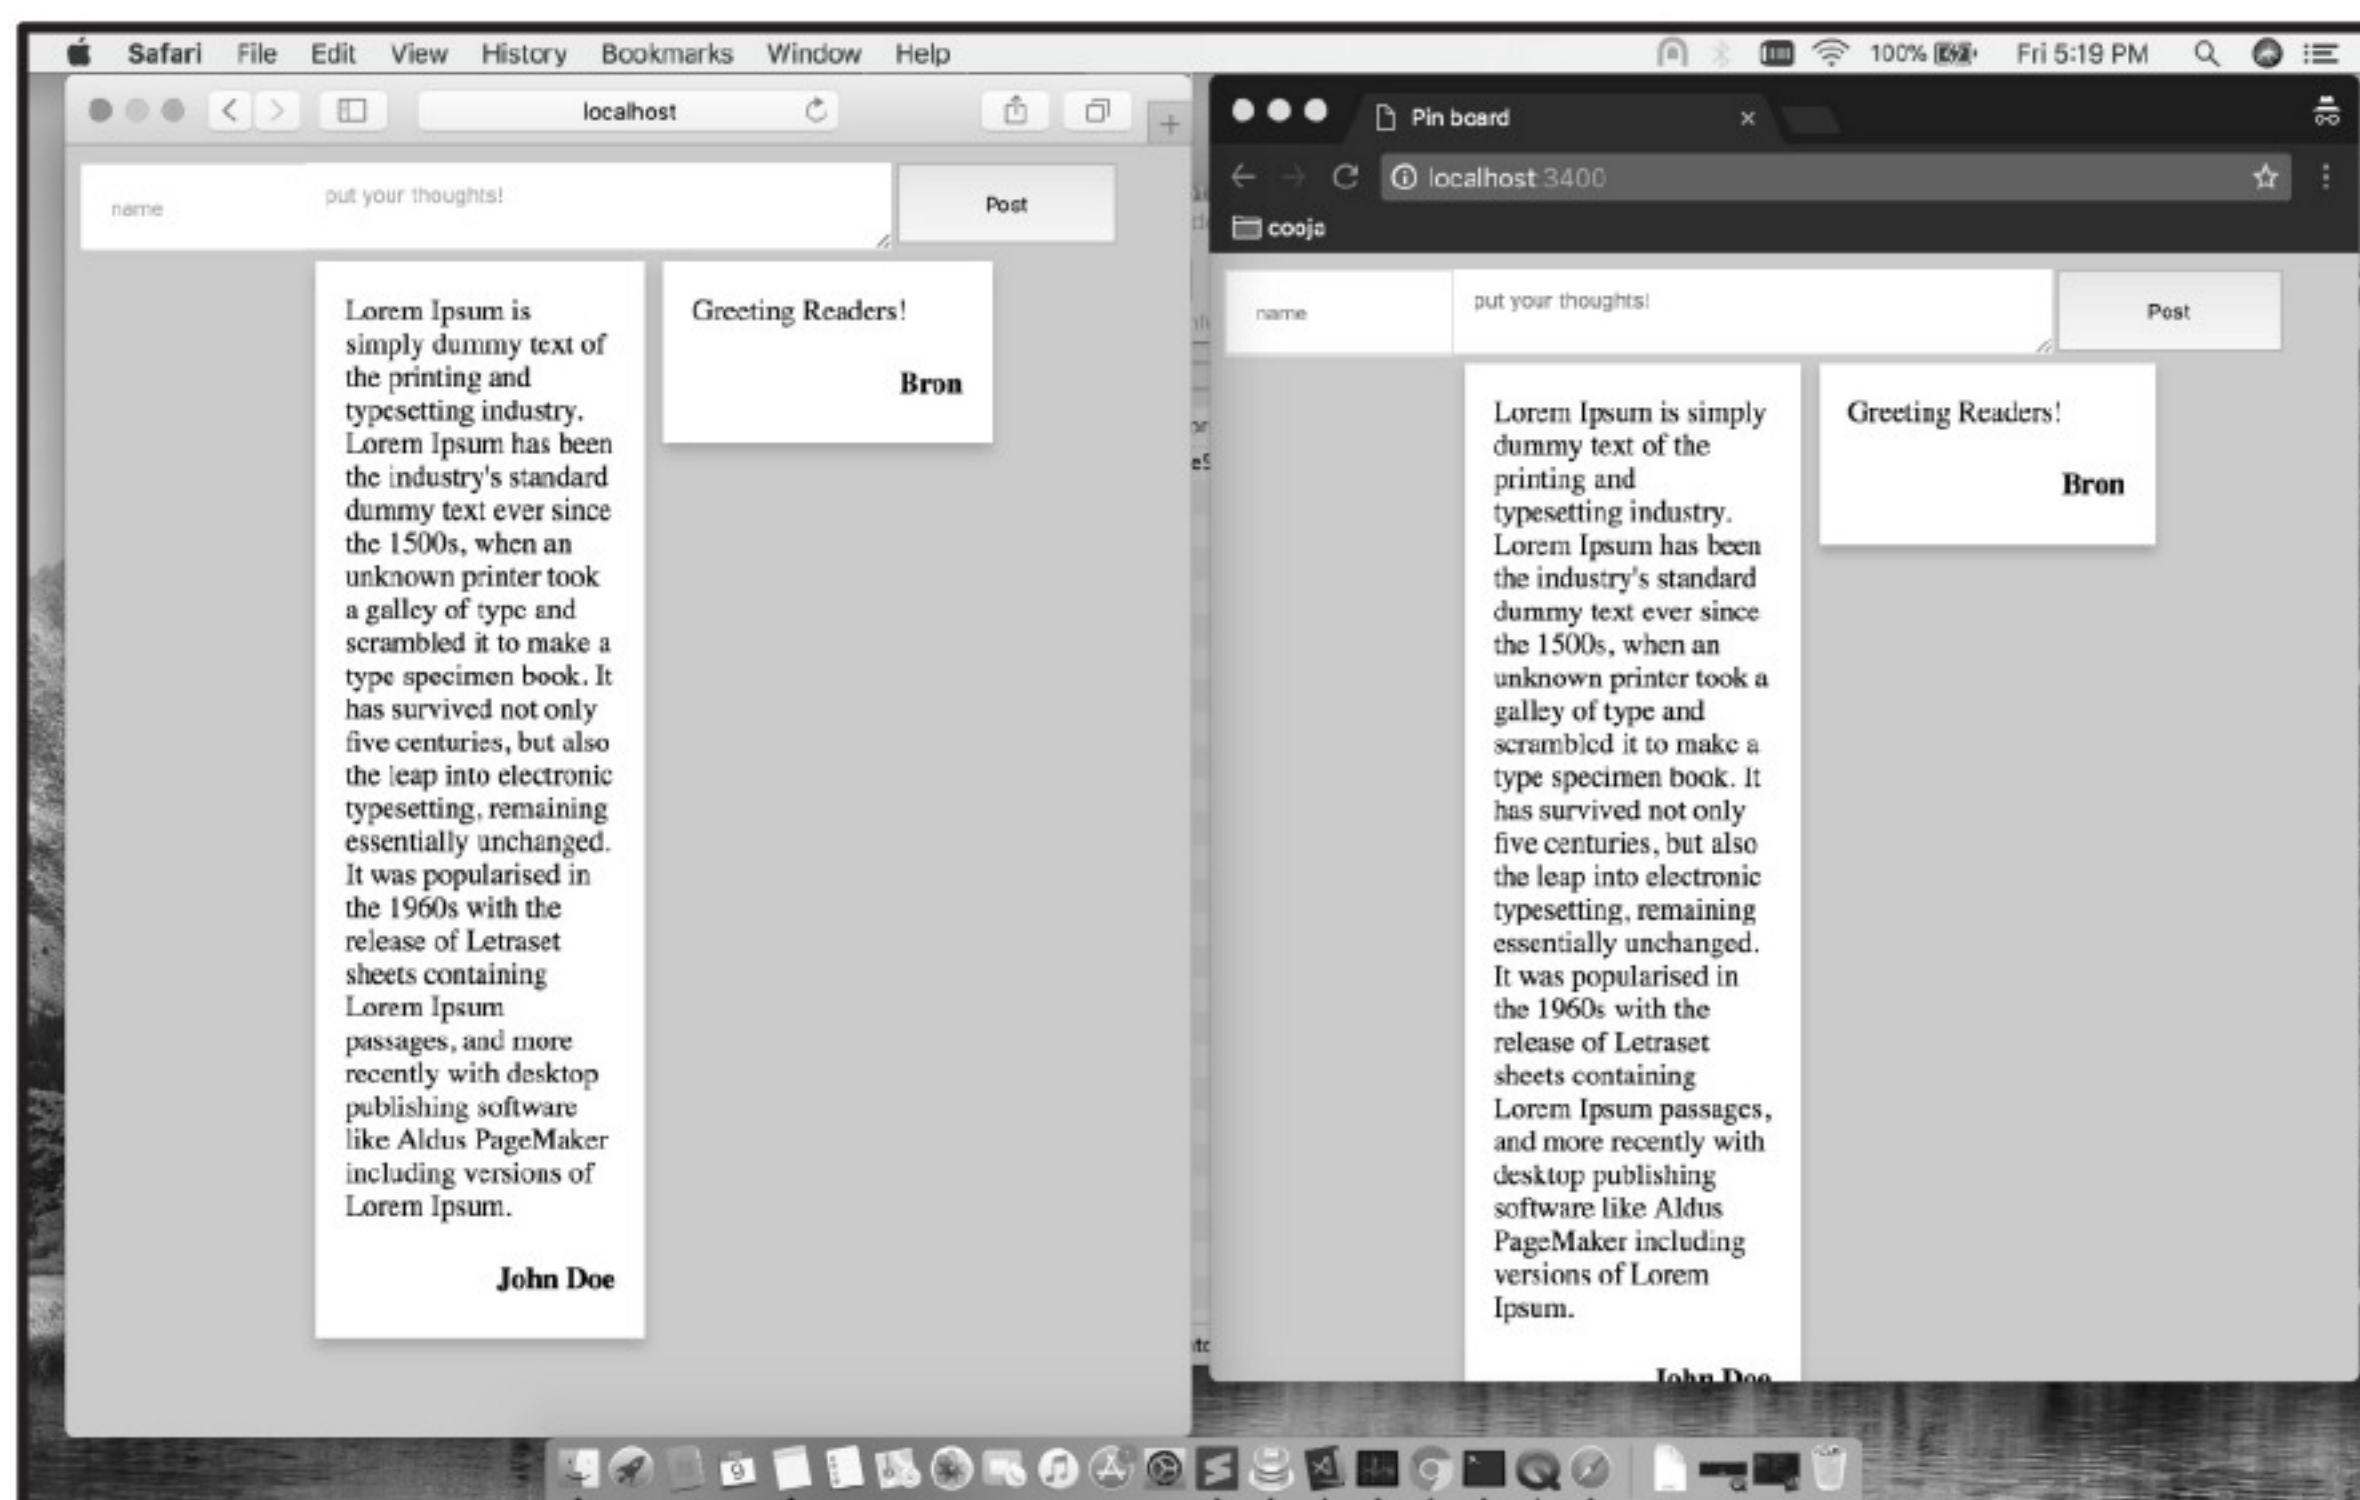 Safari File Edit View History Bookmarks Window Help 100% Fri 5:19 PM
localhost
name
put your thoughts!
Post
Lorem Ipsum is
simply dummy text of
the printing and
typesetting industry.
Lorem Ipsum has been
the industry's standard
dummy text ever since
the 1500s, when an
unknown printer took
a galley of type and
scrambled it to make a
type specimen book. It
has survived not only
five centuries, but also
the leap into electronic
typesetting, remaining
essentially unchanged.
It was popularised in
the 1960s with the
release of Letraset
sheets containing
Lorem Ipsum
passages, and more
recently with desktop
publishing software
like Aldus PageMaker
including versions of
Lorem Ipsum.
John Doe
Greeting Readers!
Bron
Pin board
localhost:3400
cooja
name
put your thoughts!
Post
Lorem Ipsum is simply
dummy text of the
printing and
typesetting industry.
Lorem Ipsum has been
the industry's standard
dummy text ever since
the 1500s, when an
unknown printer took a
galley of type and
scrambled it to make a
type specimen book. It
has survived not only
five centuries, but also
the leap into electronic
typesetting, remaining
essentially unchanged.
It was popularised in
the 1960s with the
release of Letraset
sheets containing
Lorem Ipsum passages,
and more recently with
desktop publishing
software like Aldus
PageMaker including
versions of Lorem
Ipsum.
John Doe
Greeting Readers!
Bron
9